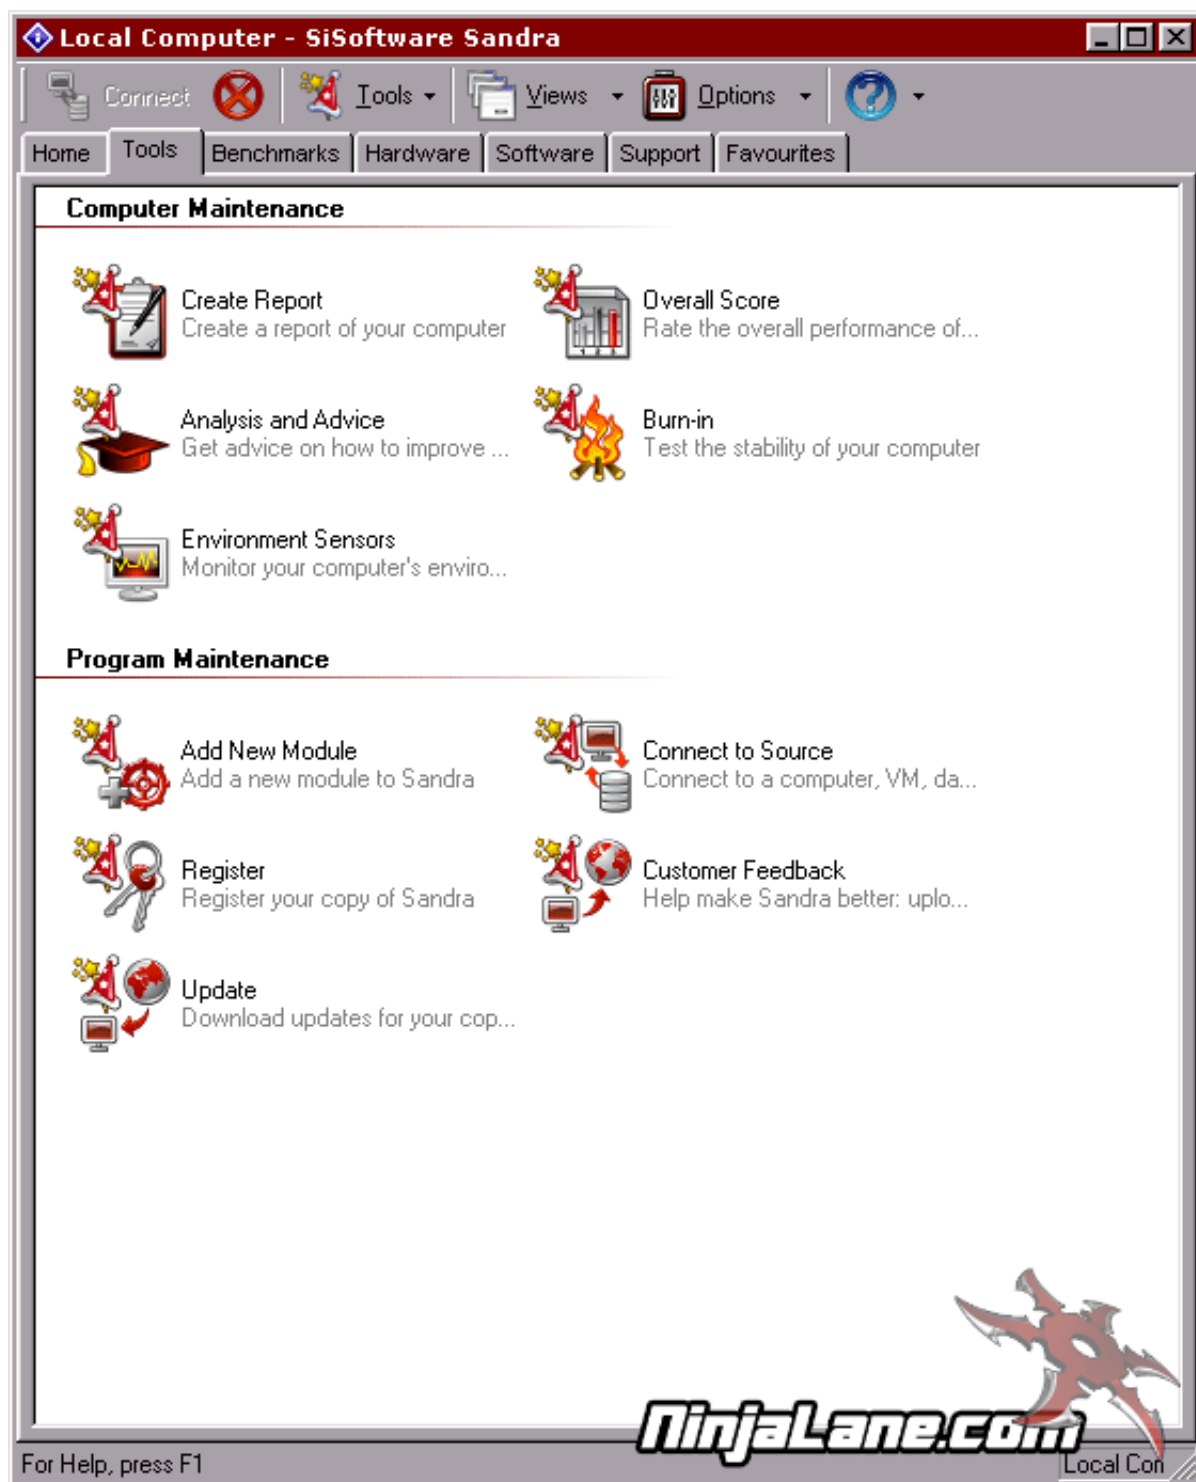 Local Computer - SiSoftware Sandra
Connect Tools Views Options
Home Tools Benchmarks Hardware Software Support Favourites
Computer Maintenance
Create Report
Create a report of your computer
Overall Score
Rate the overall performance of...
Analysis and Advice
Get advice on how to improve ...
Burn-in
Test the stability of your computer
Environment Sensors
Monitor your computer's enviro...
Program Maintenance
Add New Module
Add a new module to Sandra
Connect to Source
Connect to a computer, VM, da...
Register
Register your copy of Sandra
Customer Feedback
Help make Sandra better: uplo...
Update
Download updates for your cop...
NinjaLane.com
For Help, press F1
Local Con